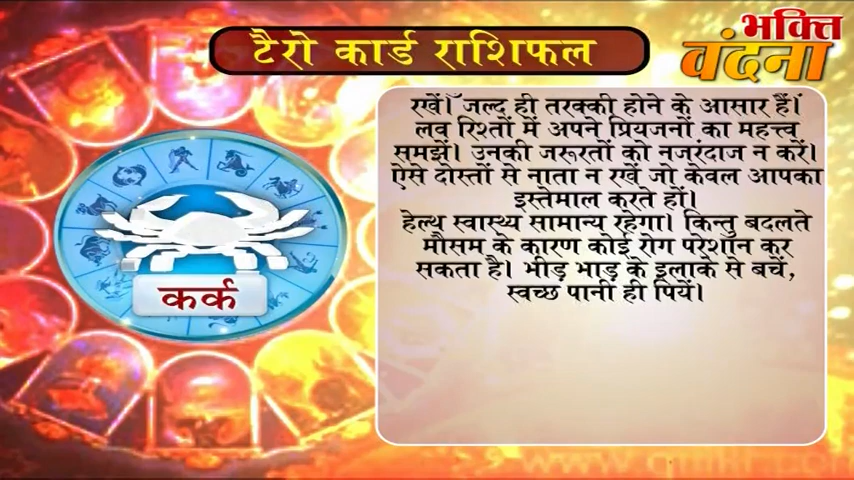 टैरो कार्ड राशिफल
भक्ति
वंदना
रखें। जल्द ही तरक्की होने के आसार हैं।
लव रिश्तों में अपने प्रियजनों का महत्त्व
समझें। उनकी जरूरतों को नजरंदाज न करें।
ऐसे दोस्तों से नाता न रखें जो केवल आपका
इस्तेमाल करते हों।
हेल्थ स्वास्थ्य सामान्य रहेगा। किन्तु बदलते
मौसम के कारण कोई रोग परेशान कर
सकता है। भीड़ भाड़ के इलाके से बचें,
स्वच्छ पानी ही पियें।
कर्क